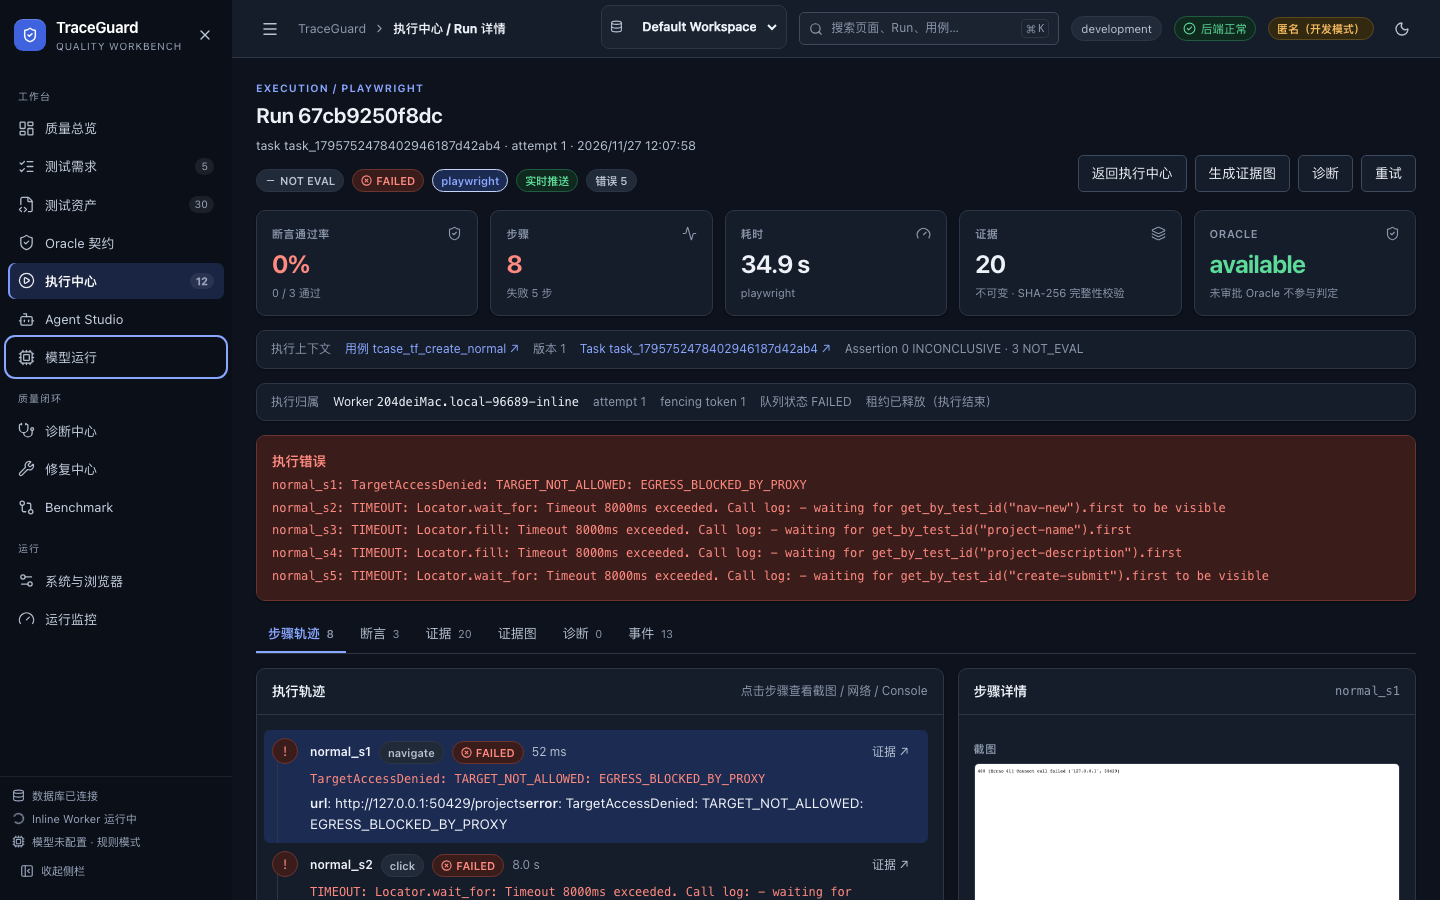 TraceGuard
QUALITY WORKBENCH
工作台
质量总览
测试需求 5
测试资产 30
Oracle 契约
执行中心 12
Agent Studio
模型运行
质量闭环
诊断中心
修复中心
Benchmark
运行
系统与浏览器
运行监控
数据库已连接
Inline Worker 运行中
模型未配置 · 规则模式
收起侧栏
TraceGuard > 执行中心 / Run 详情
Default Workspace
搜索页面、Run、用例... ⌘ K
development
后端正常
匿名（开发模式）
EXECUTION / PLAYWRIGHT
Run 67cb9250f8dc
task task_1795752478402946187d42ab4 · attempt 1 · 2026/11/27 12:07:58
NOT EVAL FAILED playwright 实时推送 错误 5
返回执行中心 生成证据图 诊断 重试
断言通过率
0%
0 / 3 通过
步骤
8
失败 5 步
耗时
34.9 s
playwright
证据
20
不可变 · SHA-256 完整性校验
ORACLE
available
未审批 Oracle 不参与判定
执行上下文 用例 tcase_tf_create_normal ↗ 版本 1 Task task_1795752478402946187d42ab4 ↗ Assertion 0 INCONCLUSIVE · 3 NOT_EVAL
执行归属 Worker 204deiMac.local-96689-inline attempt 1 fencing token 1 队列状态 FAILED 租约已释放（执行结束）
执行错误
normal_s1: TargetAccessDenied: TARGET_NOT_ALLOWED: EGRESS_BLOCKED_BY_PROXY
normal_s2: TIMEOUT: Locator.wait_for: Timeout 8000ms exceeded. Call log: – waiting for get_by_test_id("nav-new").first to be visible
normal_s3: TIMEOUT: Locator.fill: Timeout 8000ms exceeded. Call log: – waiting for get_by_test_id("project-name").first
normal_s4: TIMEOUT: Locator.fill: Timeout 8000ms exceeded. Call log: – waiting for get_by_test_id("project-description").first
normal_s5: TIMEOUT: Locator.wait_for: Timeout 8000ms exceeded. Call log: – waiting for get_by_test_id("create-submit").first to be visible
步骤轨迹 8 断言 3 证据 20 证据图 诊断 0 事件 13
执行轨迹 点击步骤查看截图 / 网络 / Console
! normal_s1 navigate FAILED 52 ms 证据 ↗
TargetAccessDenied: TARGET_NOT_ALLOWED: EGRESS_BLOCKED_BY_PROXY
url: http://127.0.0.1:50429/projectserror: TargetAccessDenied: TARGET_NOT_ALLOWED:
EGRESS_BLOCKED_BY_PROXY
! normal_s2 click FAILED 8.0 s 证据 ↗
TIMEOUT: Locator.wait_for: Timeout 8000ms exceeded. Call log: – waiting for
步骤详情 normal_s1
截图